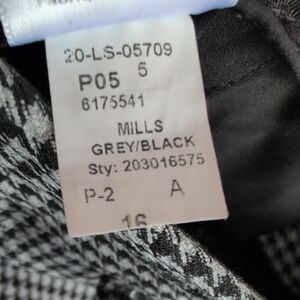 20-LS-05709
P05 5
6175541
MILLS
GREY/BLACK
Sty: 203016575
P-2 A
16